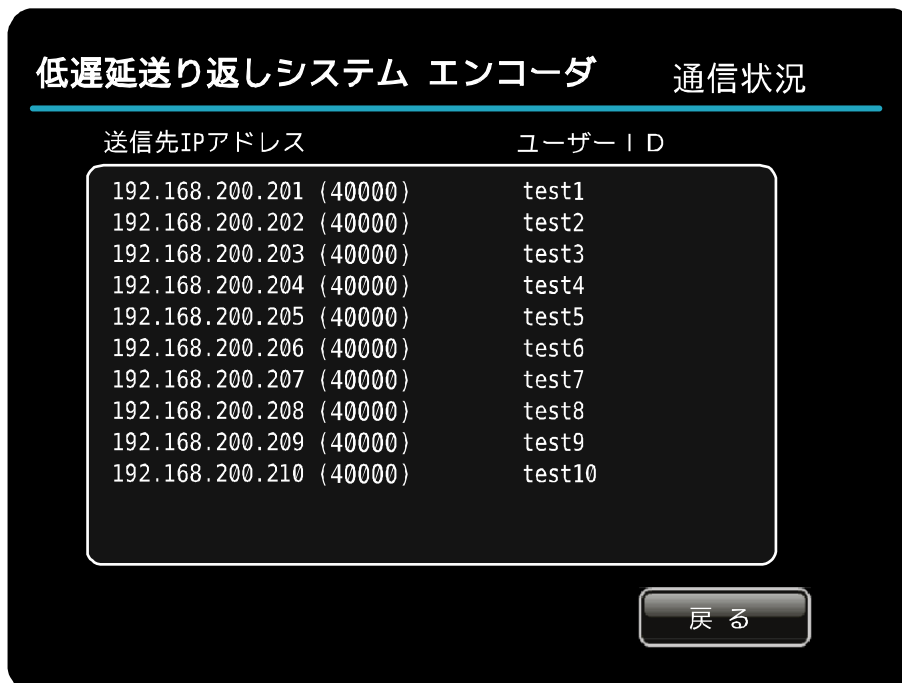 低遅延送り返しシステム エンコーダ 通信状況
送信先IPアドレス ユーザーＩＤ
192.168.200.201 (40000) test1
192.168.200.202 (40000) test2
192.168.200.203 (40000) test3
192.168.200.204 (40000) test4
192.168.200.205 (40000) test5
192.168.200.206 (40000) test6
192.168.200.207 (40000) test7
192.168.200.208 (40000) test8
192.168.200.209 (40000) test9
192.168.200.210 (40000) test10
戻 る